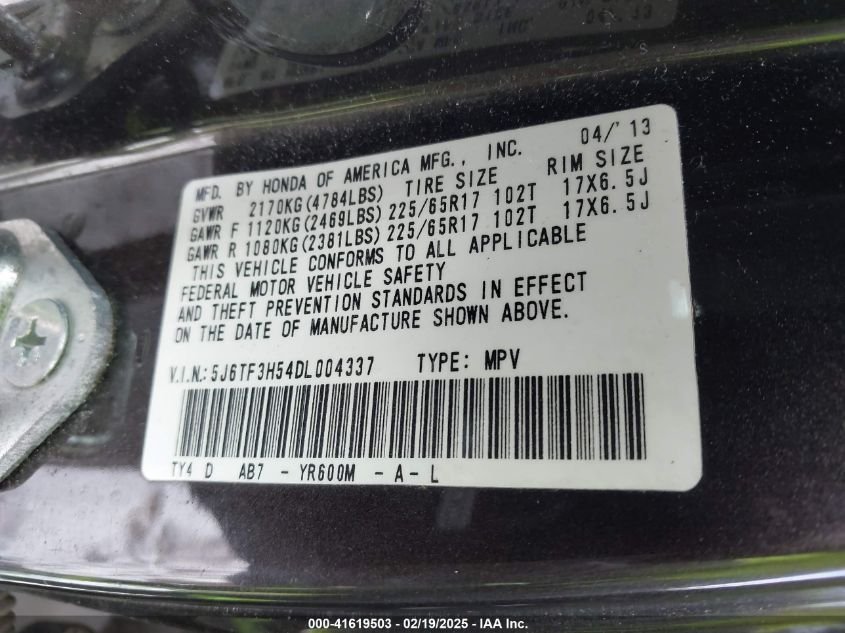 04/ 13
MFD. BY HONDA OF AMERICA MFG., INC.
GVWR 2170KG(4784LBS) TIRE SIZE RIM SIZE
GAWR F 1120KG(2469LBS) 225/65R17 102T 17X6.5J
GAWR R 1080KG(2381LBS) 225/65R17 102T 17X6.5J
THIS VEHICLE CONFORMS TO ALL APPLICABLE
FEDERAL MOTOR VEHICLE SAFETY
AND THEFT PREVENTION STANDARDS IN EFFECT
ON THE DATE OF MANUFACTURE SHOWN ABOVE.
V.I.N.: 5J6TF3H54DL004337 TYPE: MPV
TY4 D AB7 - YR600M - A - L
000-41619503 - 02/19/2025 - IAA Inc.